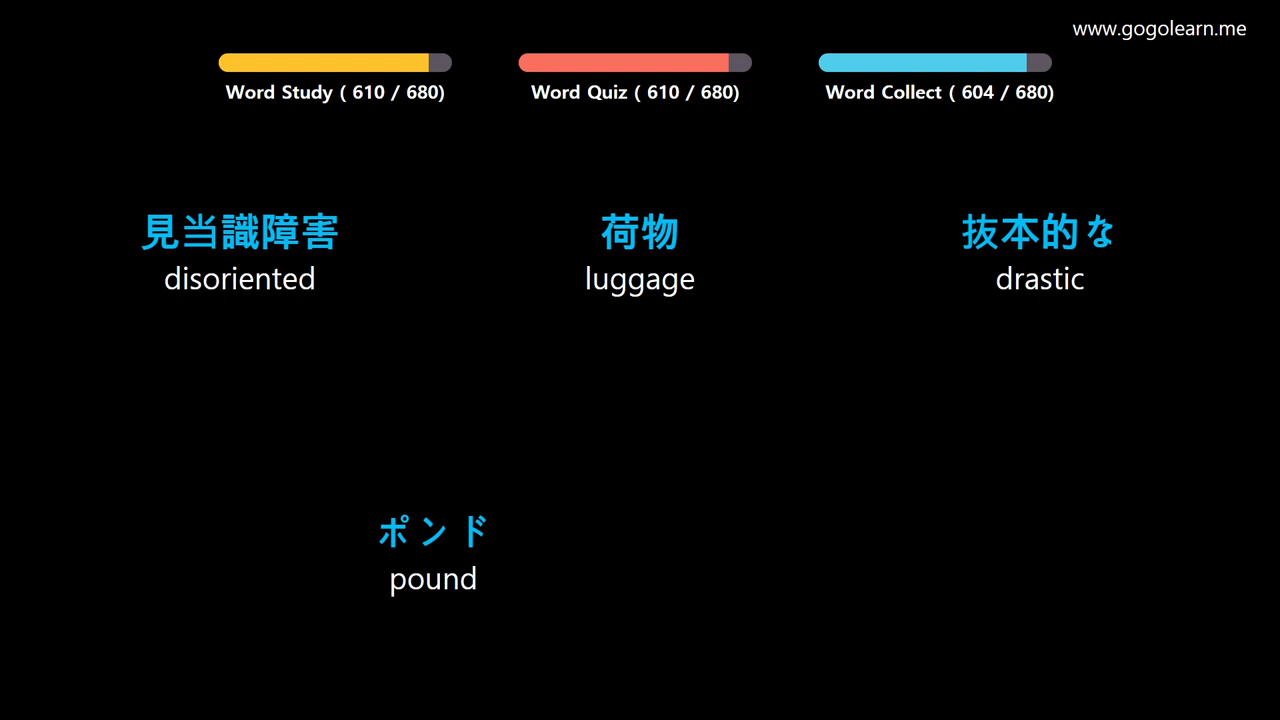 www.gogolearn.me
Word Study ( 610 / 680)
Word Quiz ( 610 / 680)
Word Collect ( 604 / 680)
見当識障害
disoriented
荷物
luggage
抜本的な
drastic
ポンド
pound